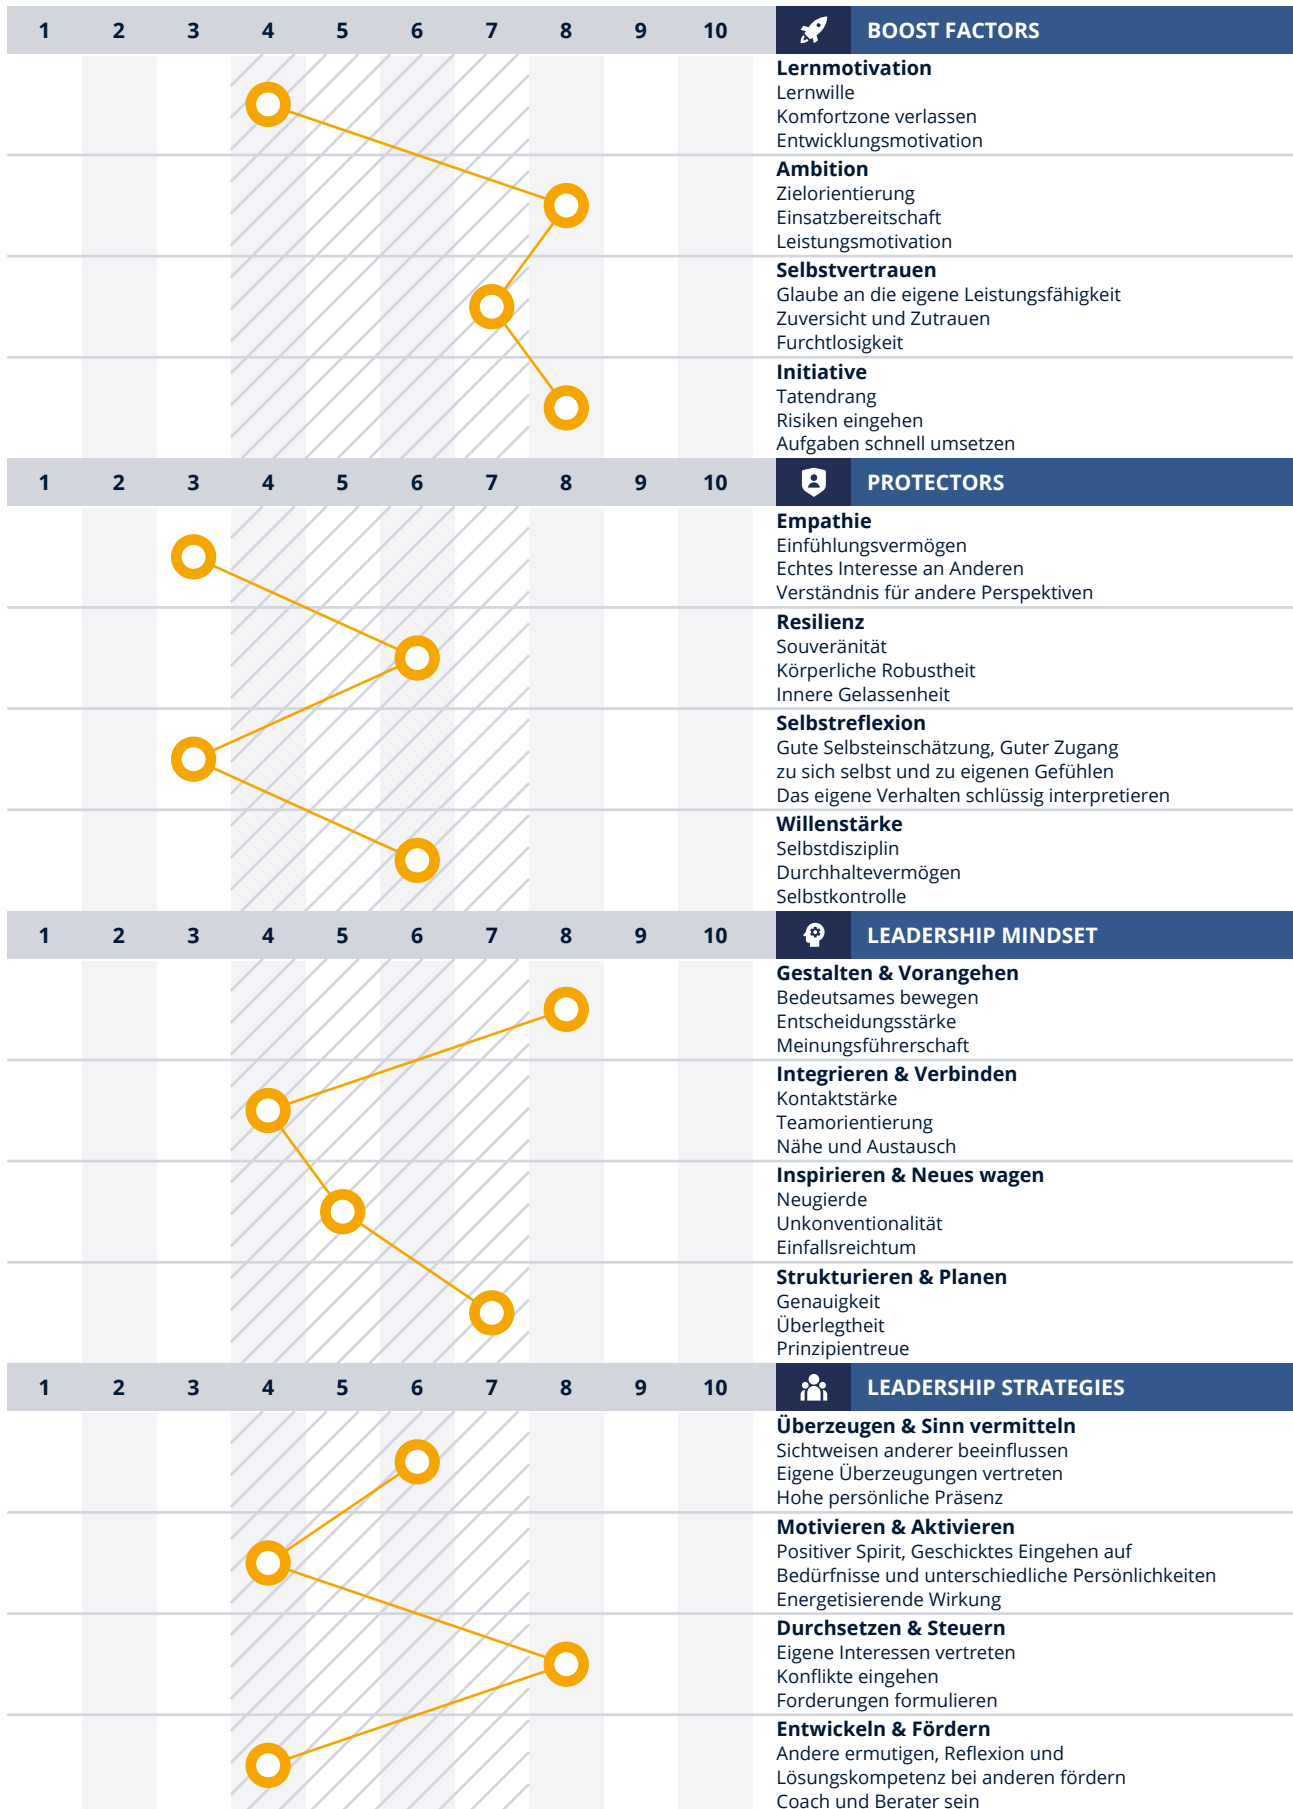 1 2 3 4 5 6 7 8 9 10 BOOST FACTORS
Lernmotivation
Lernwille
Komfortzone verlassen
Entwicklungsmotivation
Ambition
Zielorientierung
Einsatzbereitschaft
Leistungsmotivation
Selbstvertrauen
Glaube an die eigene Leistungsfähigkeit
Zuversicht und Zutrauen
Furchtlosigkeit
Initiative
Tatendrang
Risiken eingehen
Aufgaben schnell umsetzen
1 2 3 4 5 6 7 8 9 10 PROTECTORS
Empathie
Einfühlungsvermögen
Echtes Interesse an Anderen
Verständnis für andere Perspektiven
Resilienz
Souveränität
Körperliche Robustheit
Innere Gelassenheit
Selbstreflexion
Gute Selbsteinschätzung, Guter Zugang
zu sich selbst und zu eigenen Gefühlen
Das eigene Verhalten schlüssig interpretieren
Willenstärke
Selbstdisziplin
Durchhaltevermögen
Selbstkontrolle
1 2 3 4 5 6 7 8 9 10 LEADERSHIP MINDSET
Gestalten & Vorangehen
Bedeutsames bewegen
Entscheidungsstärke
Meinungsführerschaft
Integrieren & Verbinden
Kontaktstärke
Teamorientierung
Nähe und Austausch
Inspirieren & Neues wagen
Neugierde
Unkonventionalität
Einfallsreichtum
Strukturieren & Planen
Genauigkeit
Überlegtheit
Prinzipientreue
1 2 3 4 5 6 7 8 9 10 LEADERSHIP STRATEGIES
Überzeugen & Sinn vermitteln
Sichtweisen anderer beeinflussen
Eigene Überzeugungen vertreten
Hohe persönliche Präsenz
Motivieren & Aktivieren
Positiver Spirit, Geschicktes Eingehen auf
Bedürfnisse und unterschiedliche Persönlichkeiten
Energetisierende Wirkung
Durchsetzen & Steuern
Eigene Interessen vertreten
Konflikte eingehen
Forderungen formulieren
Entwickeln & Fördern
Andere ermutigen, Reflexion und
Lösungskompetenz bei anderen fördern
Coach und Berater sein